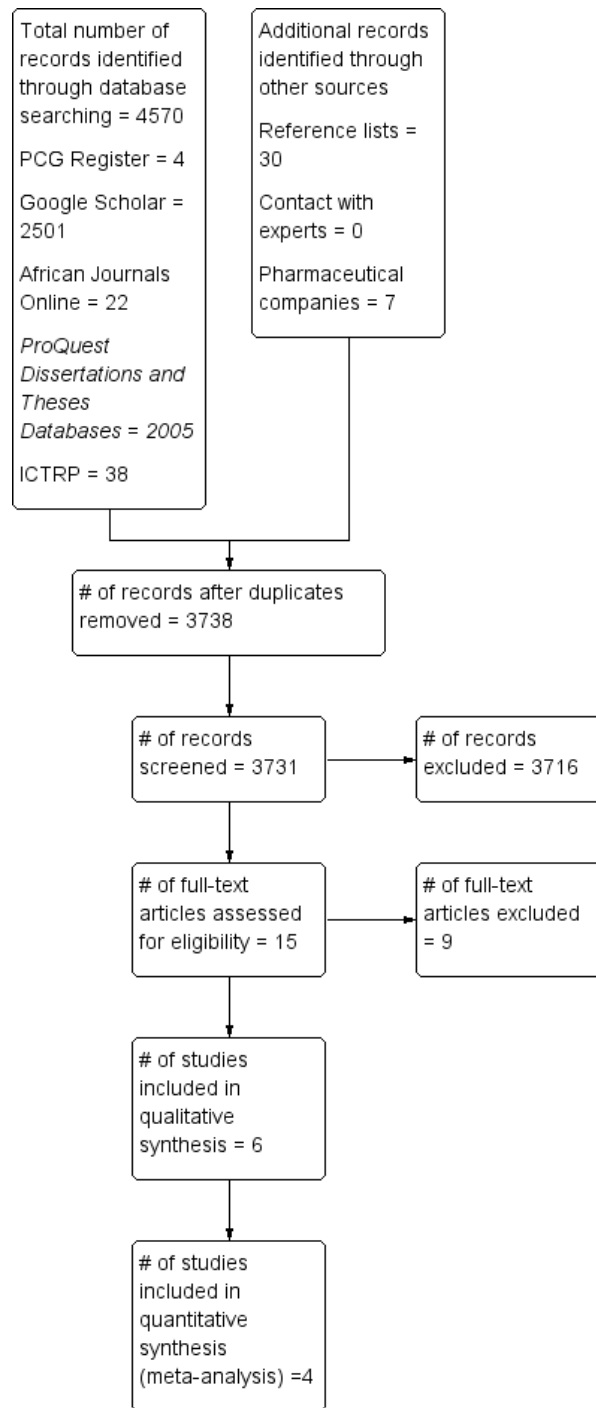 Total number of
records identified
through database
searching = 4570
PCG Register = 4
Google Scholar =
2501
African Journals
Online = 22
ProQuest
Dissertations and
Theses
Databases = 2005
ICTRP = 38
Additional records
identified through
other sources
Reference lists =
30
Contact with
experts = 0
Pharmaceutical
companies = 7
# of records after duplicates
removed = 3738
# of records
screened = 3731
# of records
excluded = 3716
# of full-text
articles assessed
for eligibility = 15
# of full-text
articles excluded
= 9
# of studies
included in
qualitative
synthesis = 6
# of studies
included in
quantitative
synthesis
(meta-analysis) =4